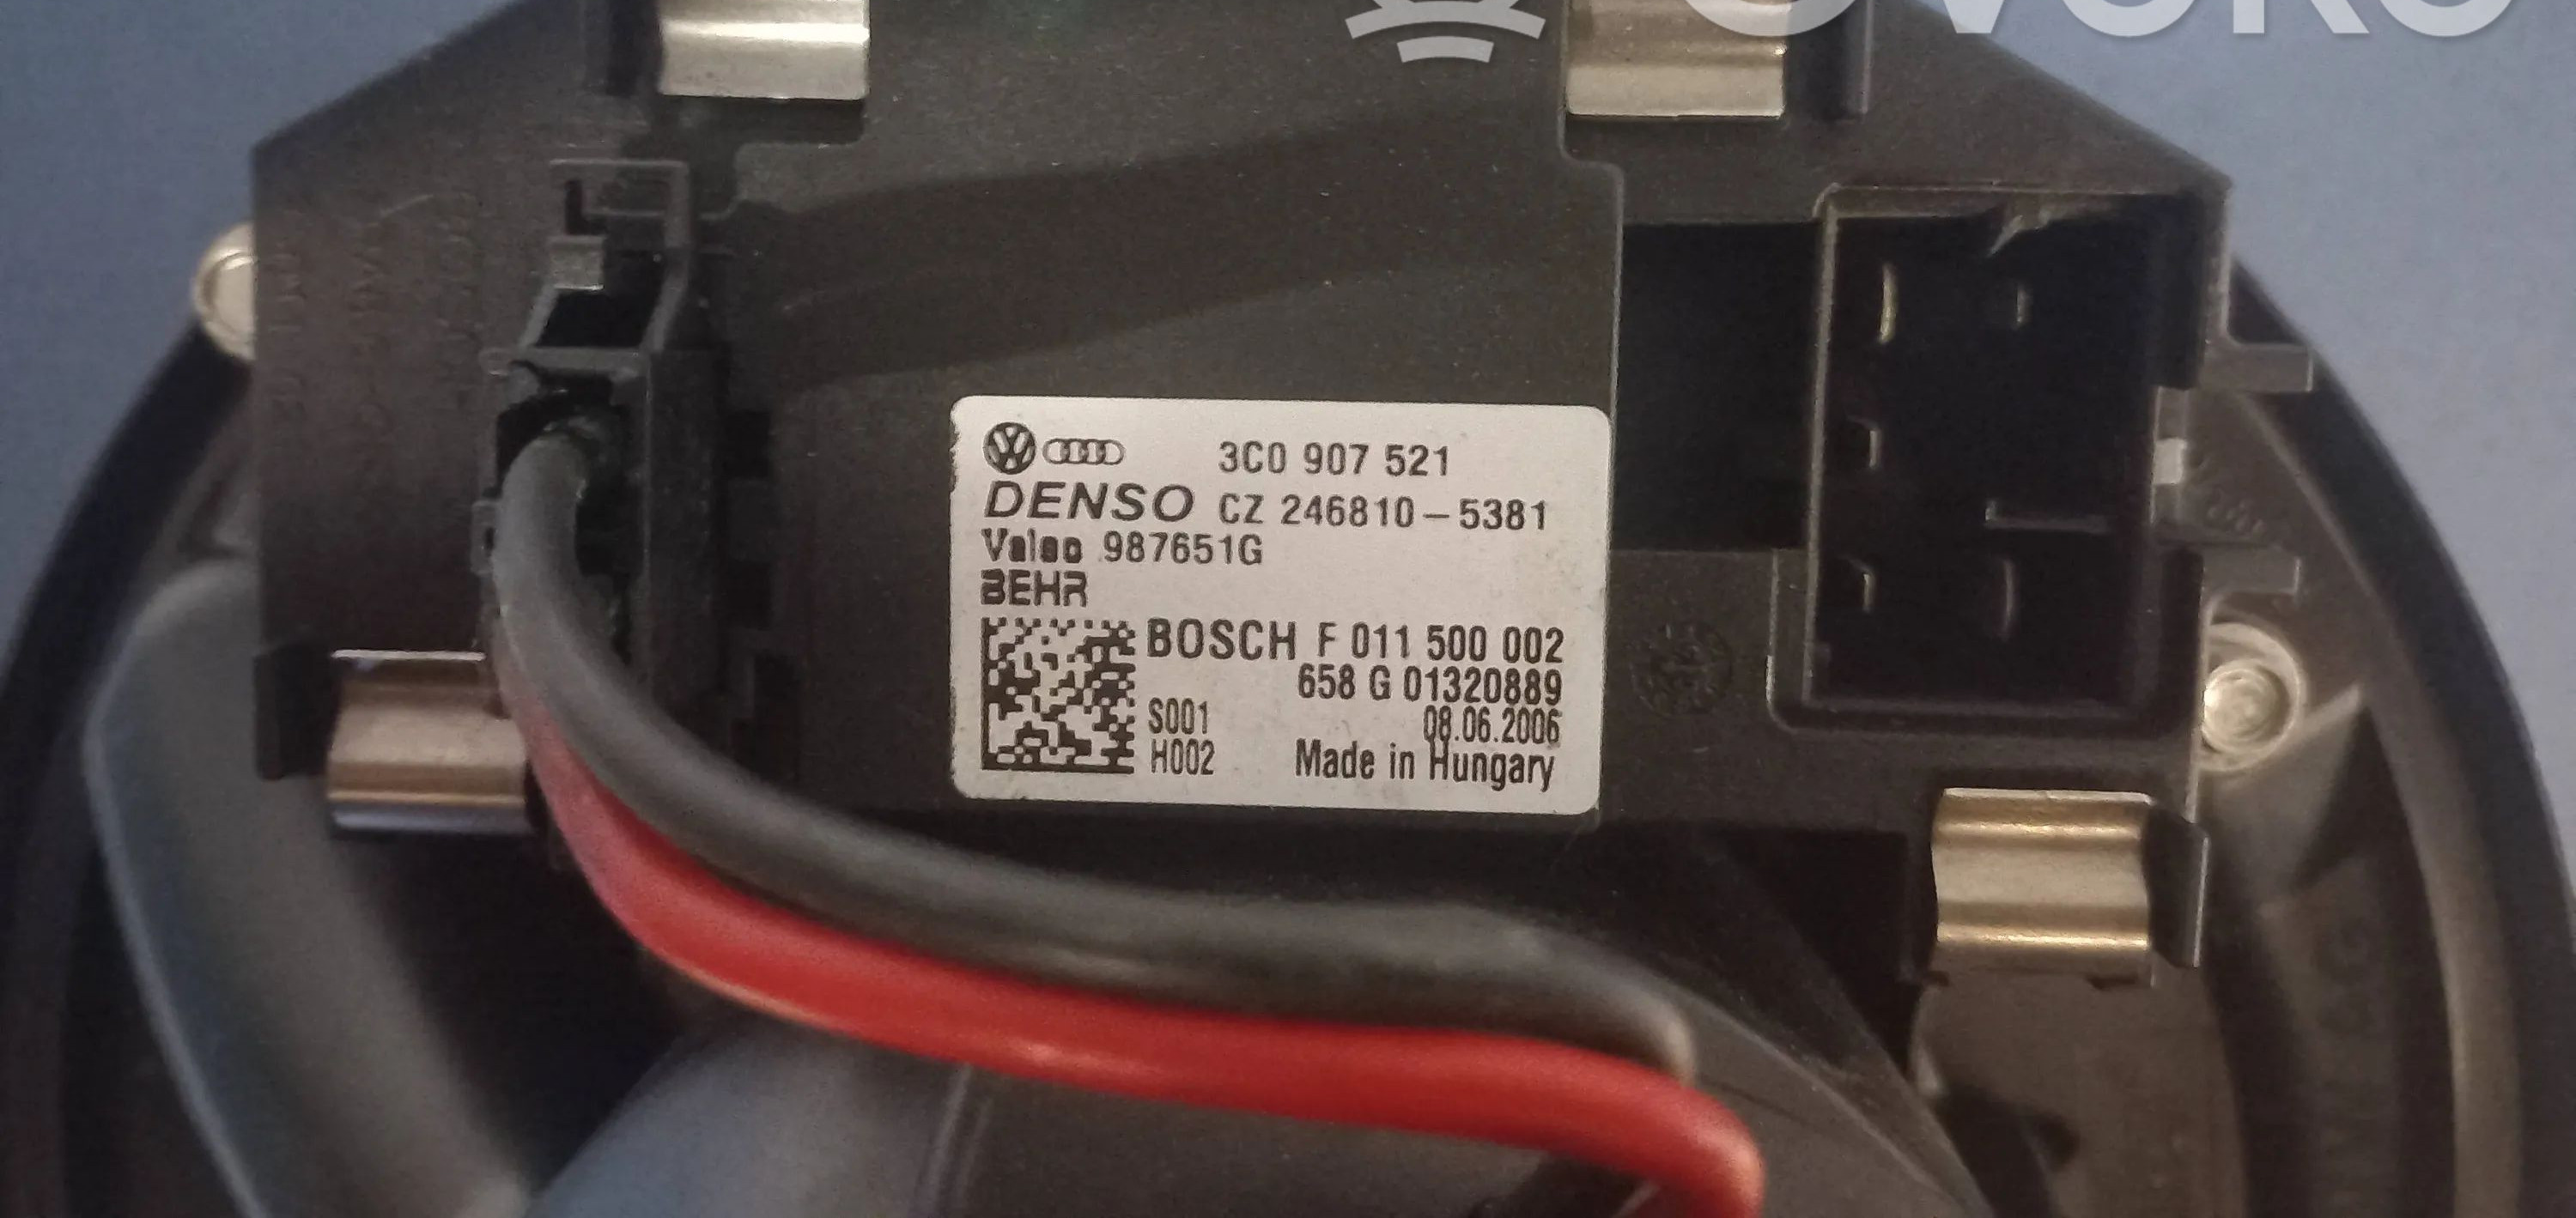 3C0 907 521
DENSO CZ 246810-5381
Valeo 987651G
BEHR
BOSCH F 011 500 002
658 G 01320889
S001 08.06.2006
H002 Made in Hungary